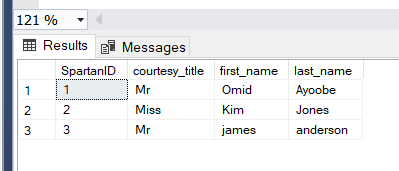 121 %
Results Messages
SpartanID courtesy_title first_name last_name
1 1 Mr Omid Ayoobe
2 2 Miss Kim Jones
3 3 Mr james anderson